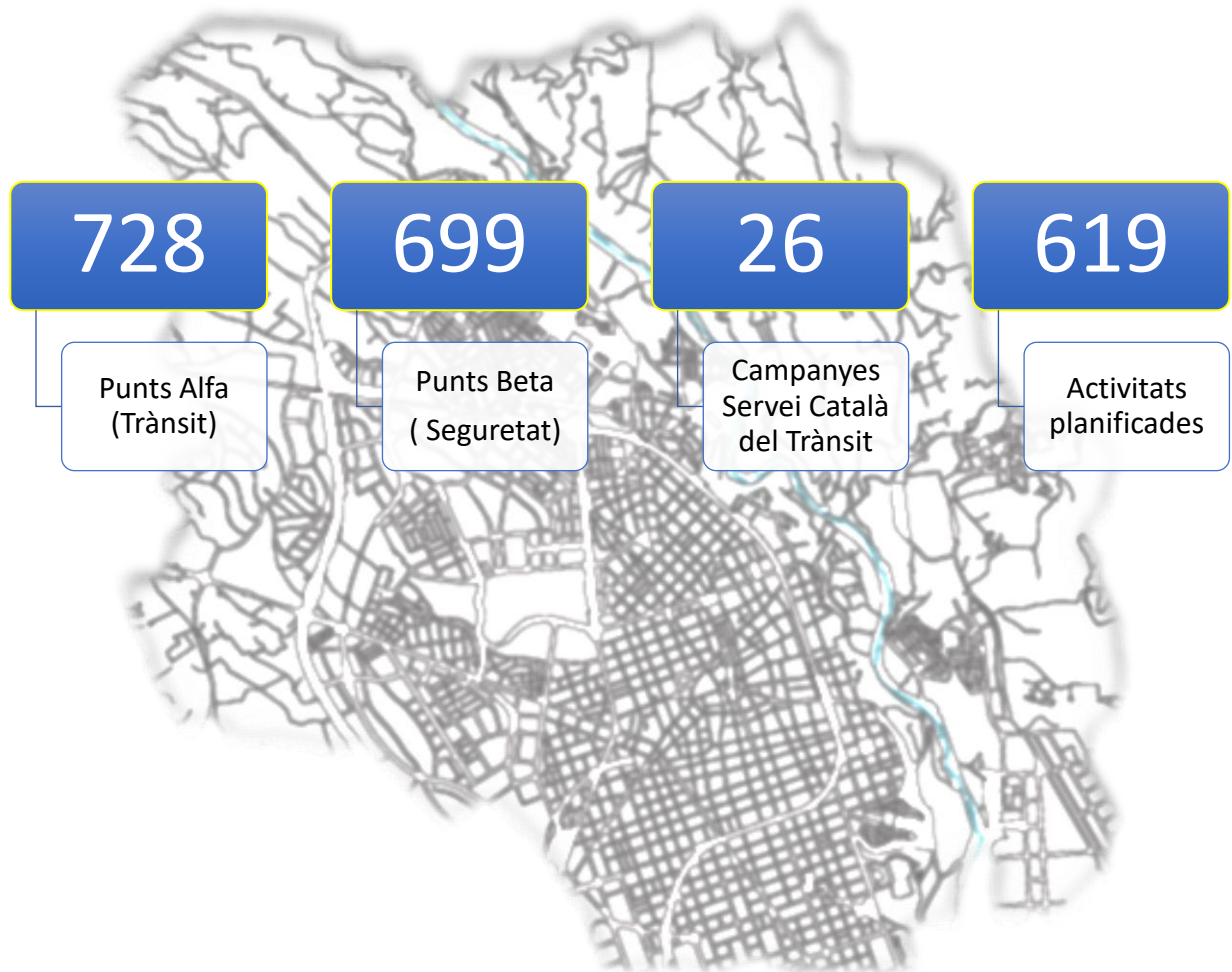 728
699
26
619
Punts Alfa
(Trànsit)
Punts Beta
( Seguretat)
Campanyes
Servei Català
del Trànsit
Activitats
planificades